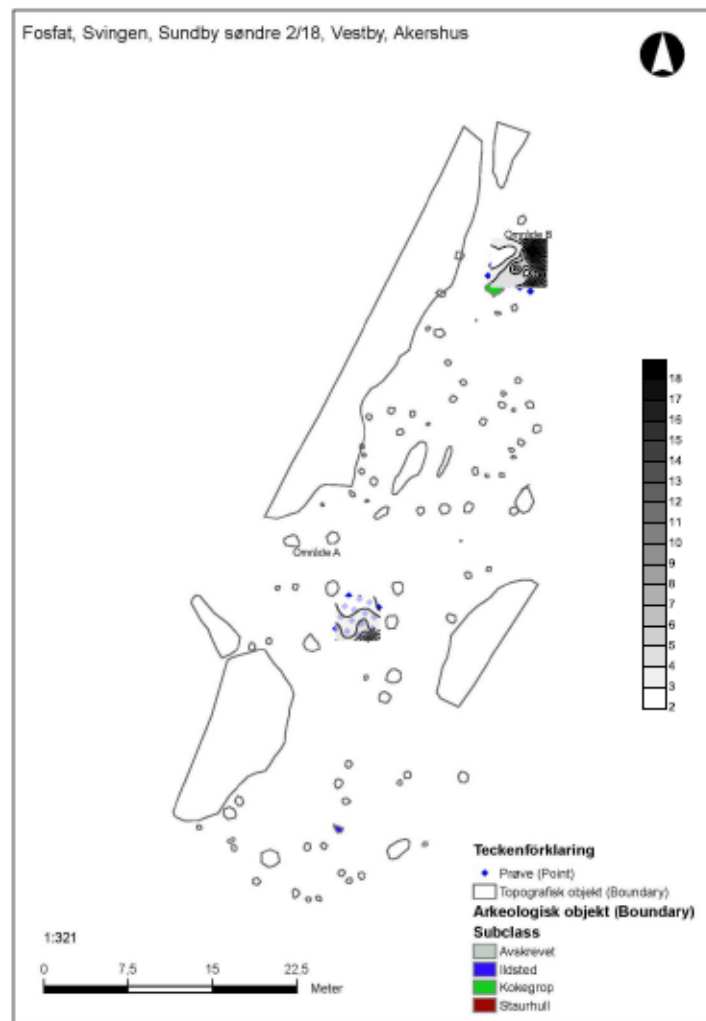 Fosfat, Svingen, Sundby søndre 2/18, Vestby, Akershus
Område B
Område A
18
17
16
15
14
13
12
11
10
9
8
7
6
5
4
3
2
Teckenförklaring
Prøve (Point)
Topografisk objekt (Boundary)
Arkeologisk objekt (Boundary)
Subclass
Avskrevet
Ildsted
Kokegrop
Staurhull
1:321
0 7,5 15 22,5
Meter